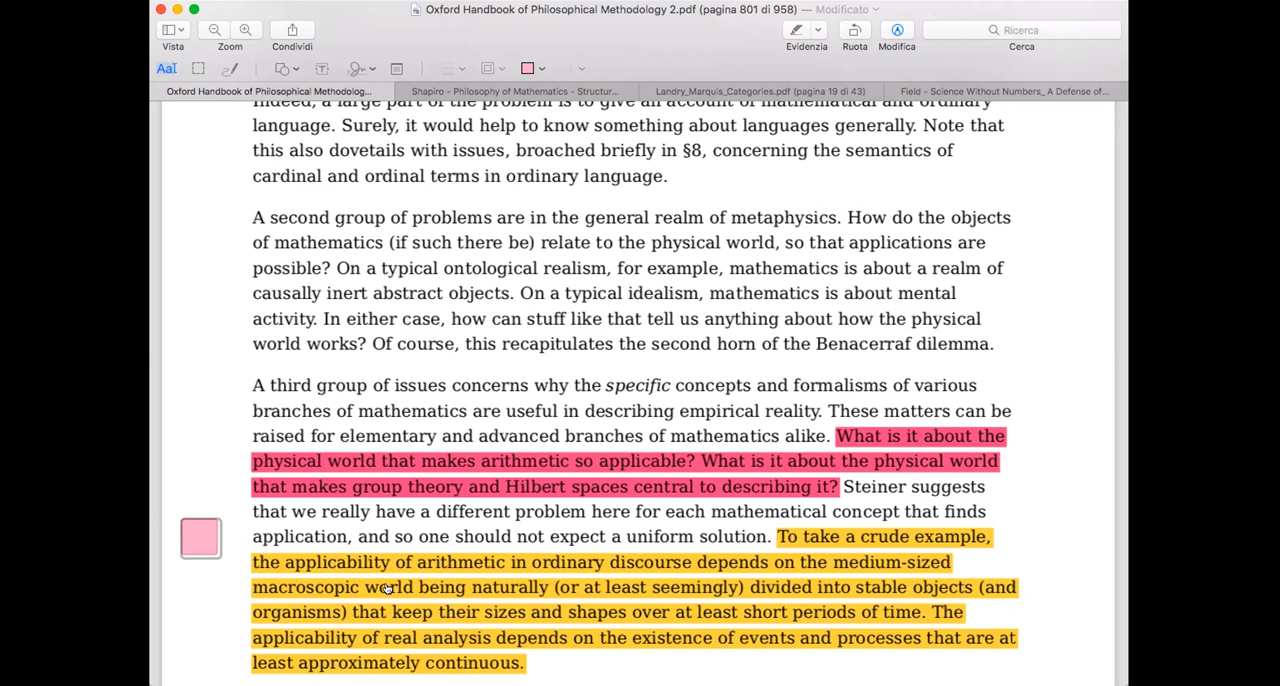 Oxford Handbook of Philosophical Methodology 2.pdf (pagina 801 di 958) — Modificato
Vista
Zoom
Condividi
Evidenzia
Ruota
Modifica
Ricerca
Cerca
AaI
Oxford Handbook of Philosophical Methodolog...
Shapiro - Philosophy of Mathematics - Structur...
Landry_Marquis_Categories.pdf (pagina 19 di 43)
Field - Science Without Numbers_ A Defense of...
Indeed, a large part of the problem is to give an account of mathematical and ordinary
language. Surely, it would help to know something about languages generally. Note that
this also dovetails with issues, broached briefly in §8, concerning the semantics of
cardinal and ordinal terms in ordinary language.
A second group of problems are in the general realm of metaphysics. How do the objects
of mathematics (if such there be) relate to the physical world, so that applications are
possible? On a typical ontological realism, for example, mathematics is about a realm of
causally inert abstract objects. On a typical idealism, mathematics is about mental
activity. In either case, how can stuff like that tell us anything about how the physical
world works? Of course, this recapitulates the second horn of the Benacerraf dilemma.
A third group of issues concerns why the specific concepts and formalisms of various
branches of mathematics are useful in describing empirical reality. These matters can be
raised for elementary and advanced branches of mathematics alike. What is it about the
physical world that makes arithmetic so applicable? What is it about the physical world
that makes group theory and Hilbert spaces central to describing it? Steiner suggests
that we really have a different problem here for each mathematical concept that finds
application, and so one should not expect a uniform solution. To take a crude example,
the applicability of arithmetic in ordinary discourse depends on the medium-sized
macroscopic world being naturally (or at least seemingly) divided into stable objects (and
organisms) that keep their sizes and shapes over at least short periods of time. The
applicability of real analysis depends on the existence of events and processes that are at
least approximately continuous.